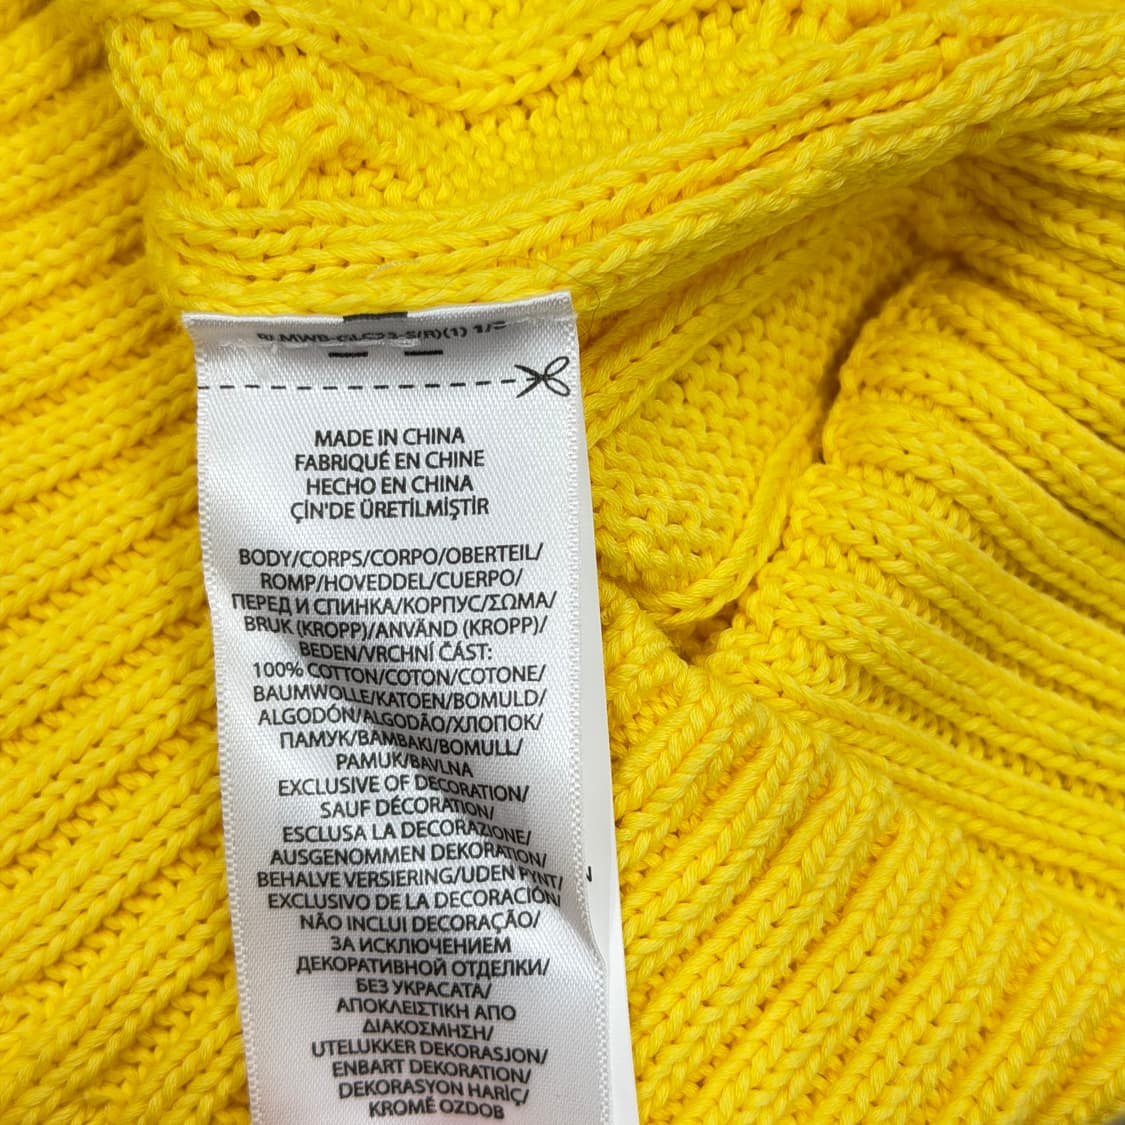 MADE IN CHINA
FABRIQUÉ EN CHINE
HECHO EN CHINA
ÇİN'DE ÜRETİLMİŞTİR
BODY/CORPS/CORPO/OBERTEIL/
ROMP/HOVEDDEL/CUERPO/
ПЕРЕД И СПИНКА/КОРПУС/ΣΩΜΑ/
BRUK (KROPP)/ANVÄND (KROPP)/
BEDEN/VRCHNÍ ČÁST:
100% COTTON/COTON/COTONE/
BAUMWOLLE/KATOEN/BOMULD/
ALGODÓN/ALGODÃO/ХЛОПОК/
ПАМУК/BAMBAKI/BOMULL/
PAMUK/BAVLNA
EXCLUSIVE OF DECORATION/
SAUF DÉCORATION/
ESCLUSA LA DECORAZIONE/
AUSGENOMMEN DEKORATION/
BEHALVE VERSIERING/UDEN PYNT/
EXCLUSIVO DE LA DECORACIÓN/
NÃO INCLUI DECORAÇÃO/
ЗА ИСКЛЮЧЕНИЕМ
ДЕКОРАТИВНОЙ ОТДЕЛКИ/
БЕЗ УКРАСАТА/
ΑΠΟΚΛΕΙΣΤΙΚΗ ΑΠΟ
ΔΙΑΚΟΣΜΗΣΗ/
UTELUKKER DEKORASJON/
ENBART DEKORATION/
DEKORASYON HARİÇ/
KROMĚ OZDOB